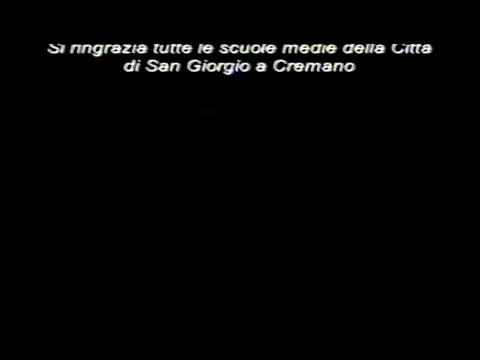 Si ringrazia tutte le scuole medie della Città
di San Giorgio a Cremano